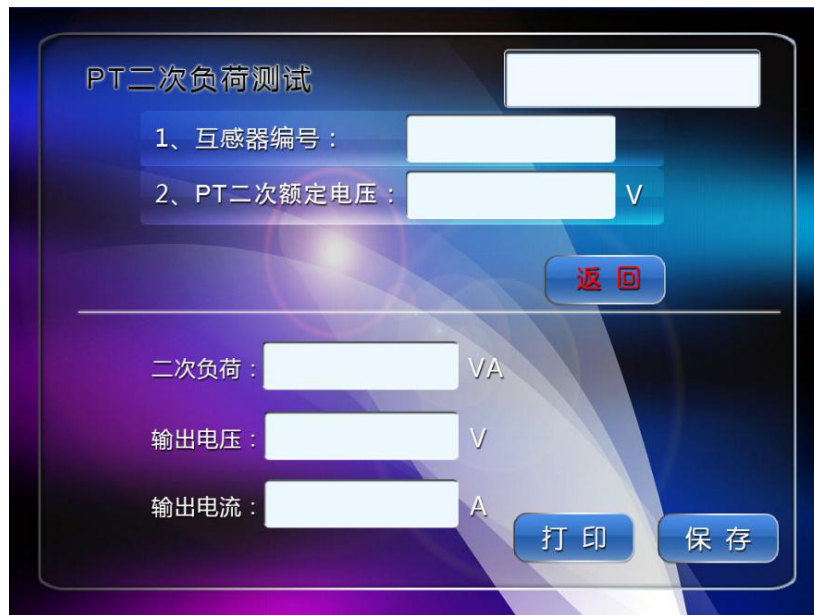 PT二次负荷测试
1、互感器编号：
2、PT二次额定电压： V
返 回
二次负荷： VA
输出电压： V
输出电流： A
打 印 保 存